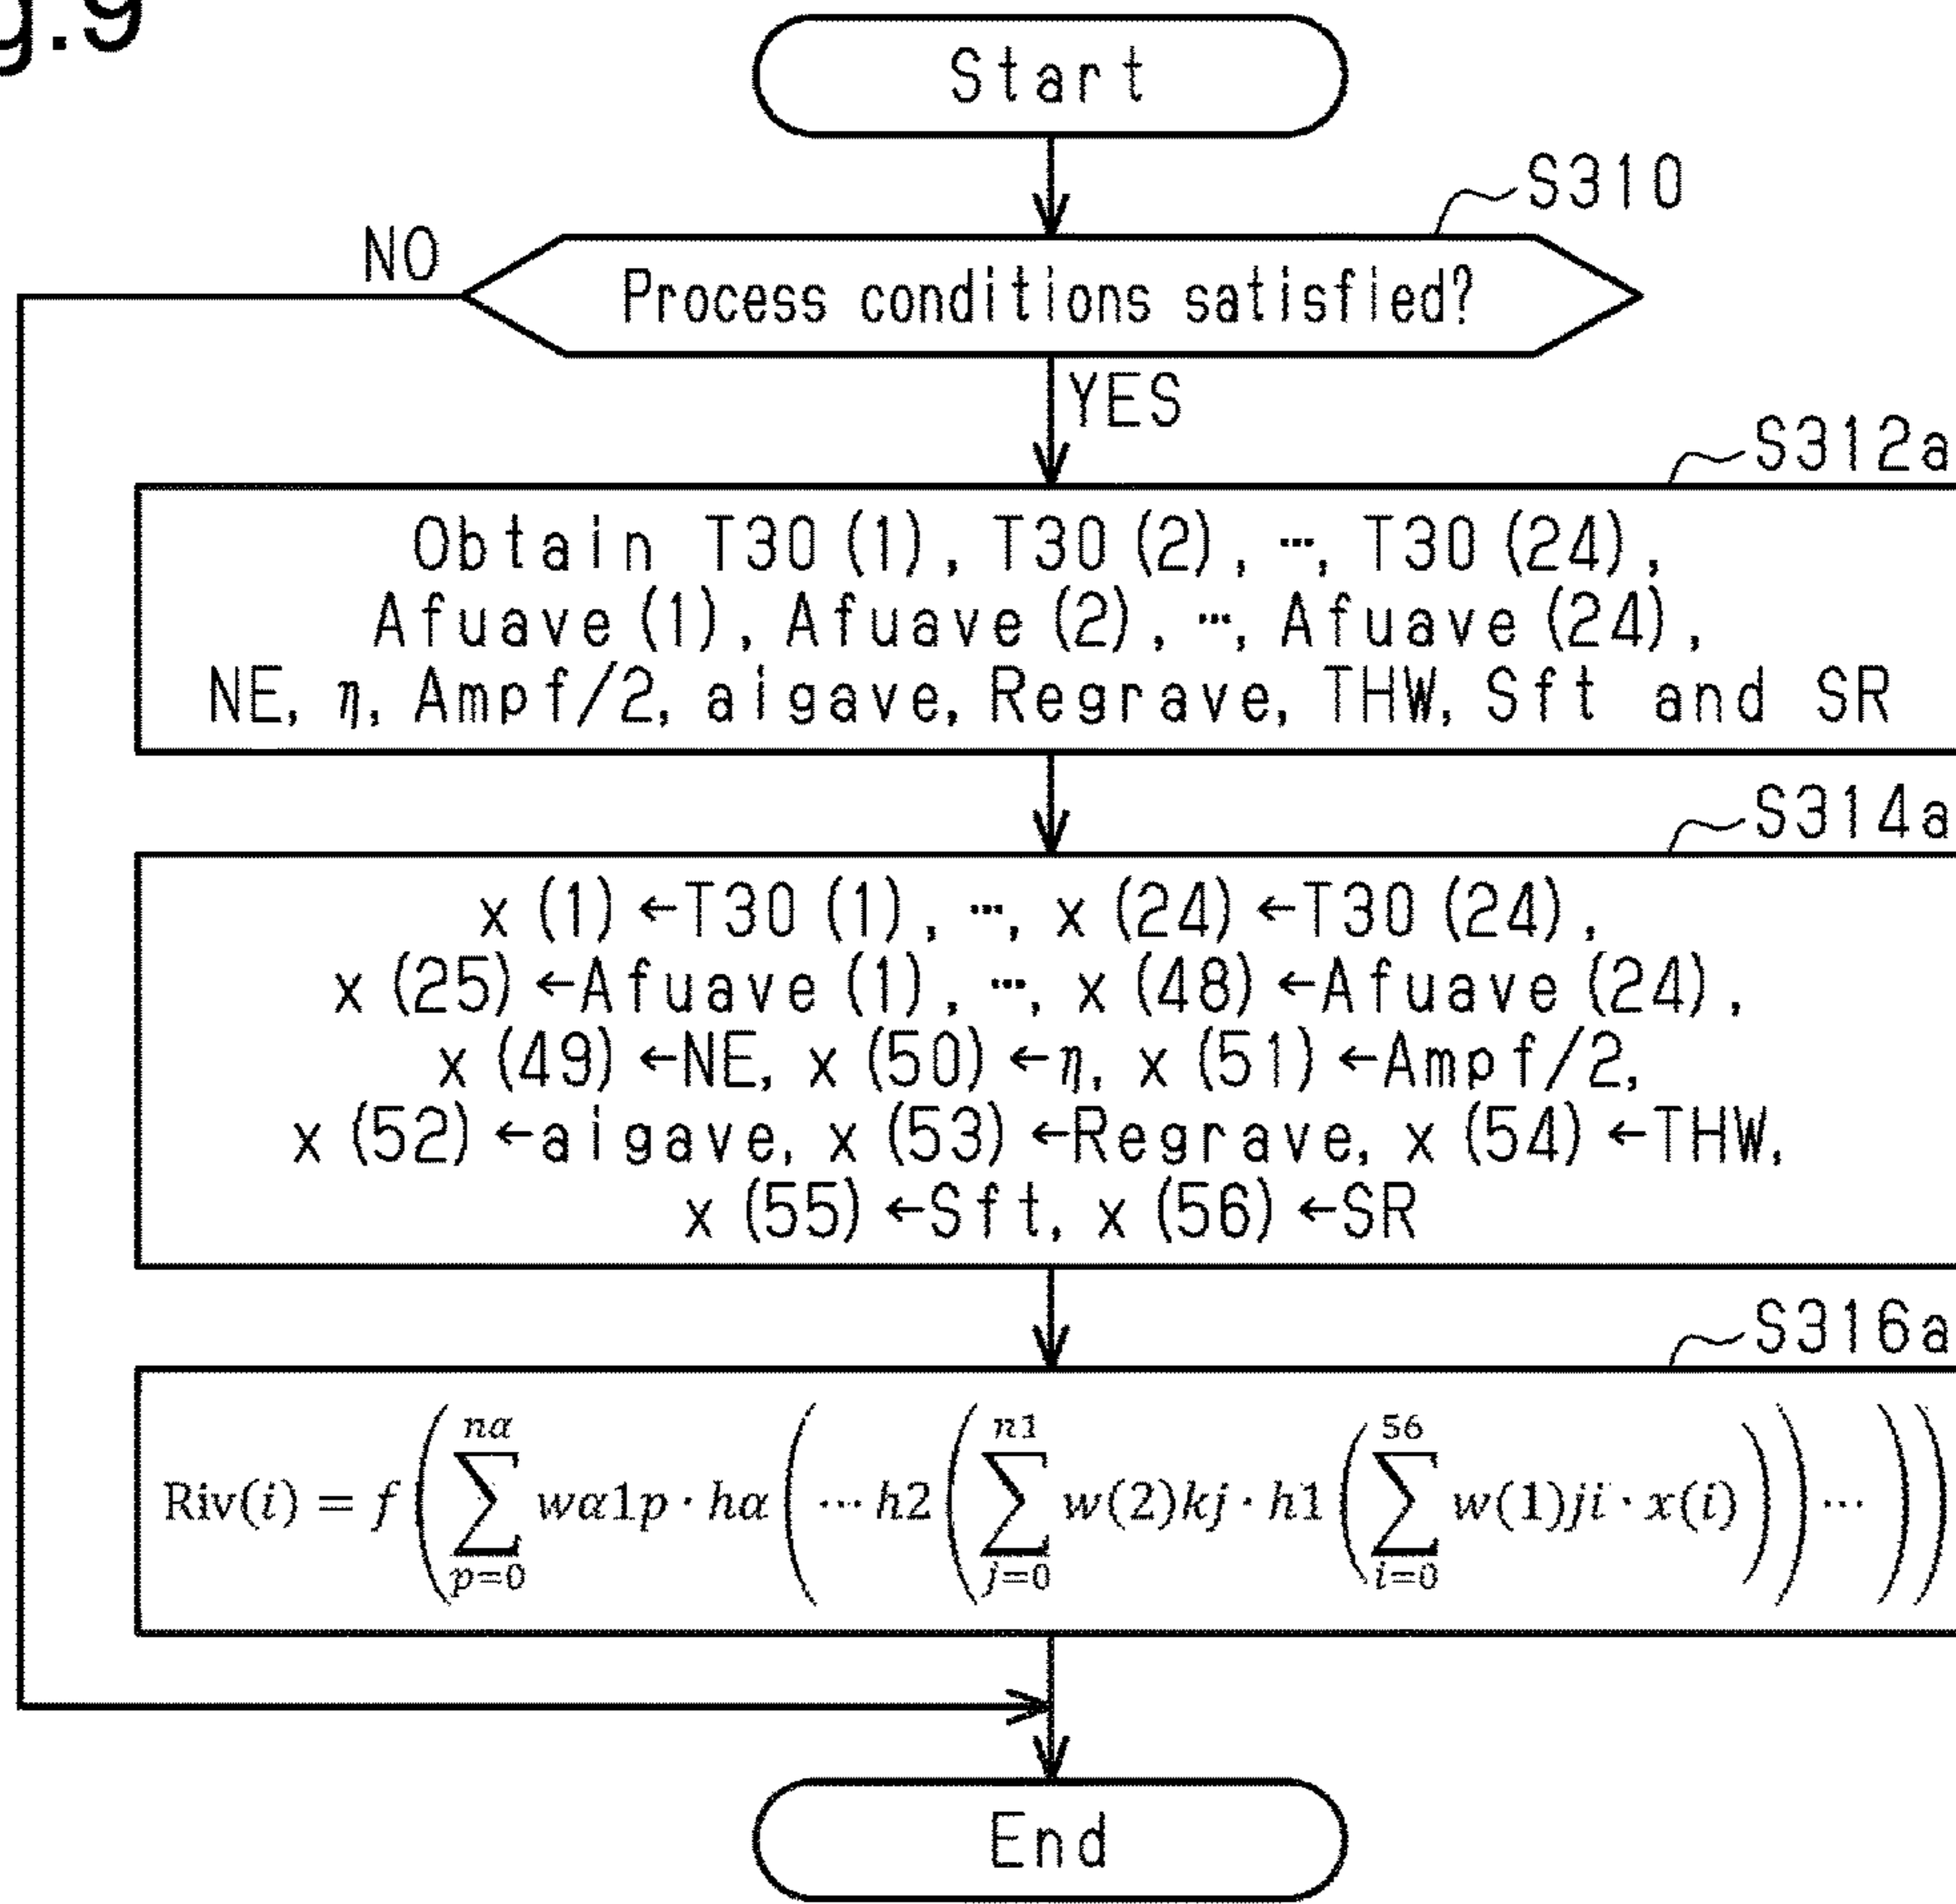 g.9
Start
S310
NO
Process conditions satisfied?
YES
S312a
Obtain T30(1), T30(2), …, T30(24),
Afuave(1), Afuave(2), …, Afuave(24),
NE, η, Ampf/2, aigave, Regrave, THW, Sft and SR
S314a
x(1)←T30(1), …, x(24)←T30(24),
x(25)←Afuave(1), …, x(48)←Afuave(24),
x(49)←NE, x(50)←η, x(51)←Ampf/2,
x(52)←aigave, x(53)←Regrave, x(54)←THW,
x(55)←Sft, x(56)←SR
S316a
Riv(i) = f(∑_{p=0}^{nα} wα1p · hα(⋯ h2(∑_{j=0}^{n1} w(2)kj · h1(∑_{i=0}^{56} w(1)ji · x(i))) ⋯ ))
End